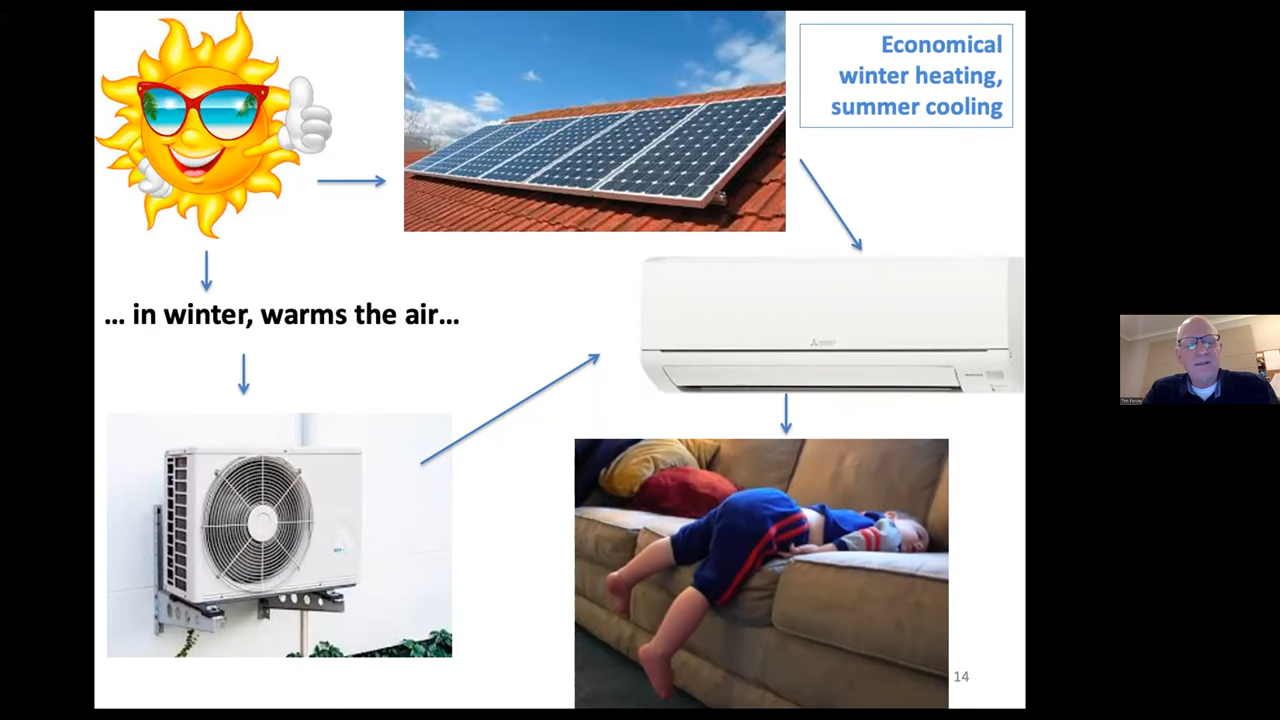 Economical
winter heating,
summer cooling
... in winter, warms the air...
14